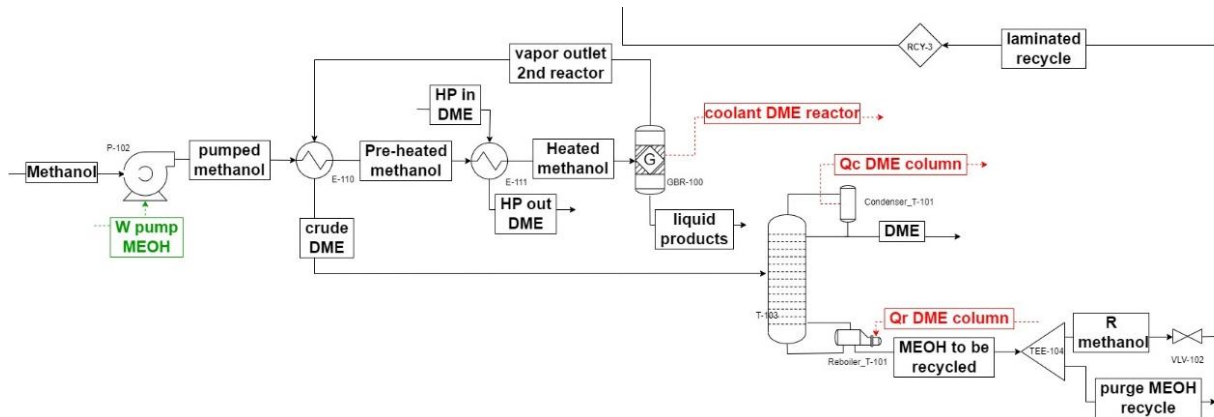 RCY-3
laminated
recycle
vapor outlet
2nd reactor
HP in
DME
coolant DME reactor
P-102
Methanol
pumped
methanol
E-110
Pre-heated
methanol
E-111
Heated
methanol
G
GBR-100
Qc DME column
Condenser_T-101
W pump
MEOH
crude
DME
HP out
DME
liquid
products
DME
T-103
Qr DME column
Reboiler_T-101
MEOH to be
recycled
TEE-104
R
methanol
VLV-102
purge MEOH
recycle